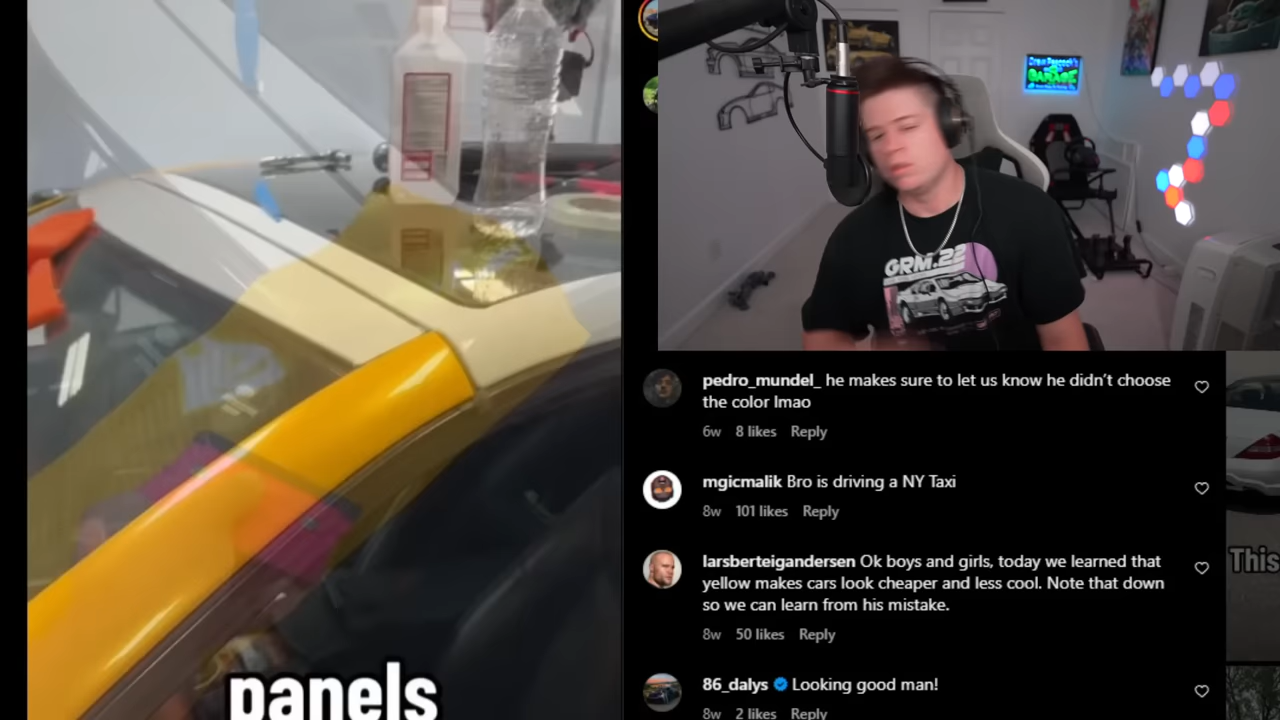 panels
GARAGE
GRM.22
pedro_mundel_ he makes sure to let us know he didn't choose
the color lmao
6w 8 likes Reply
mgicmalik Bro is driving a NY Taxi
8w 101 likes Reply
larsberteigandersen Ok boys and girls, today we learned that
yellow makes cars look cheaper and less cool. Note that down
so we can learn from his mistake.
8w 50 likes Reply
86_dalys Looking good man!
8w 2 likes Reply
This